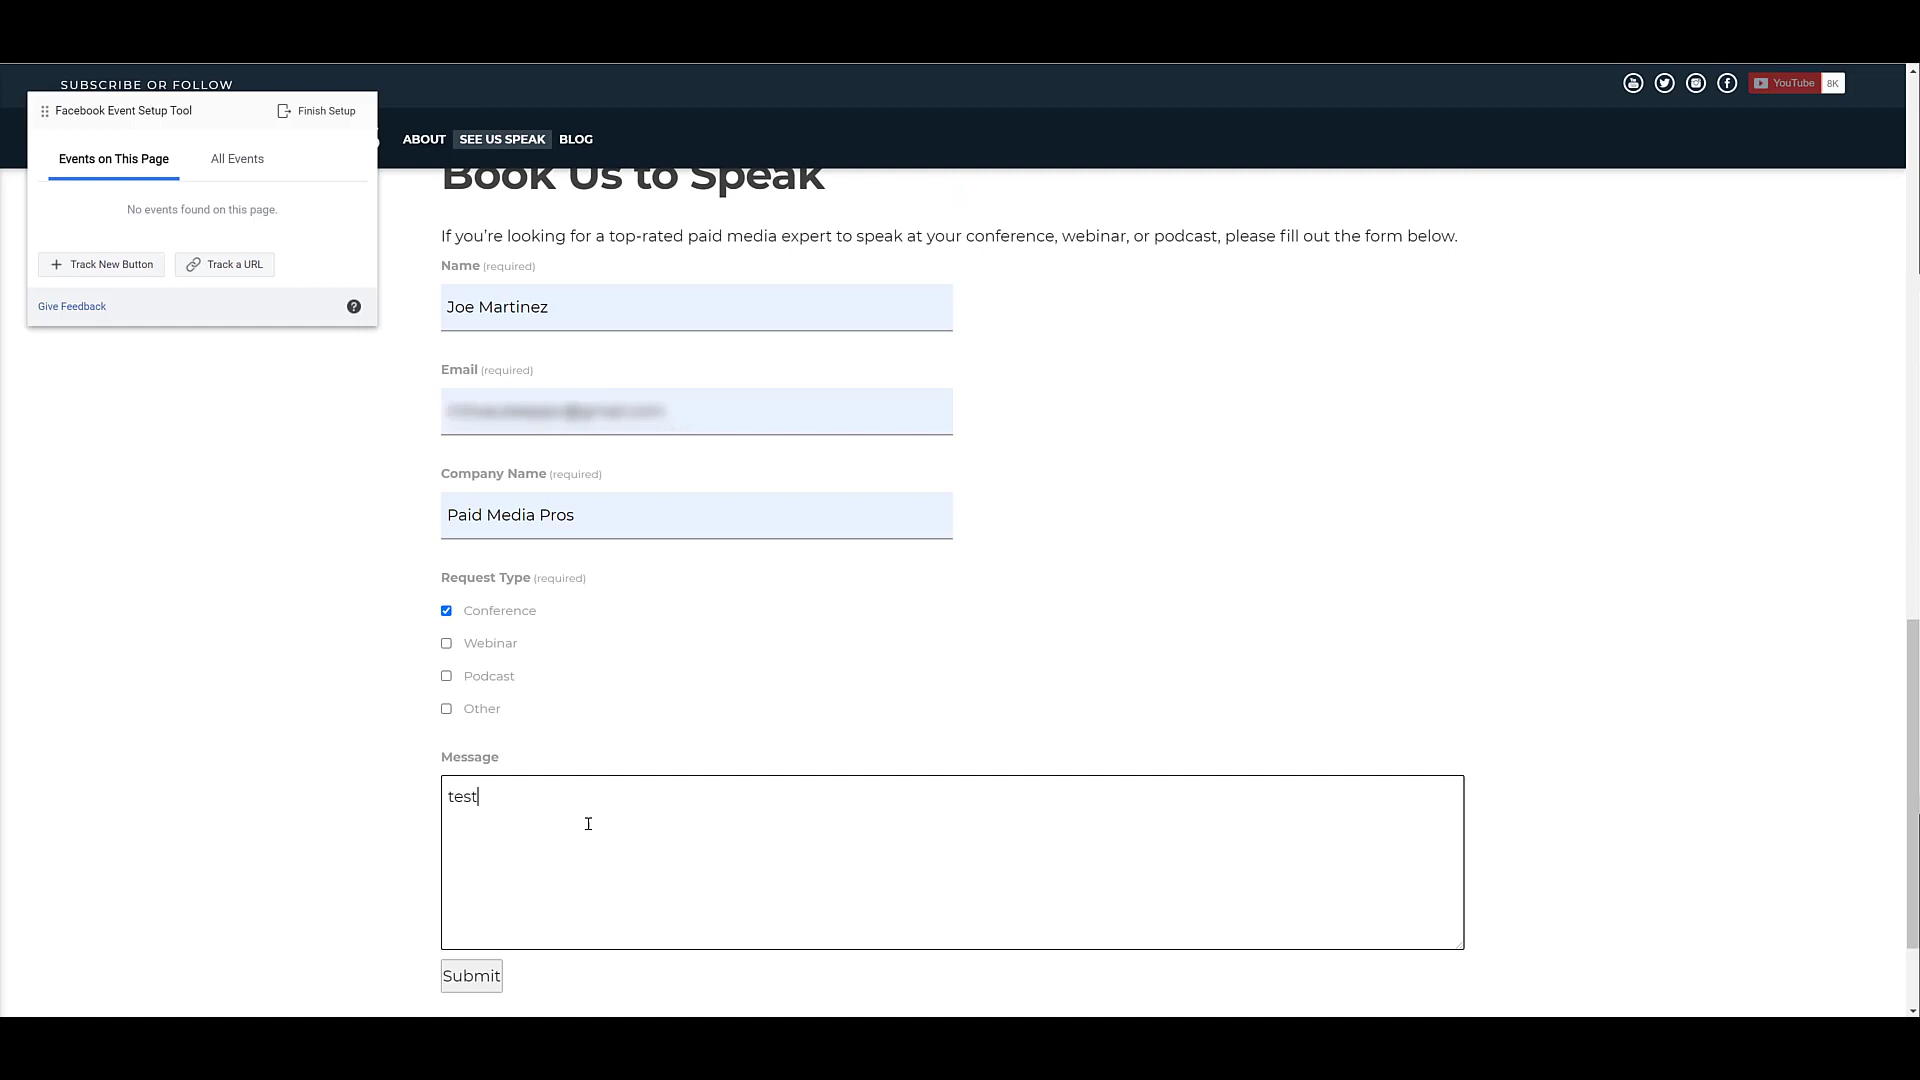 SUBSCRIBE OR FOLLOW
YouTube 8K
Facebook Event Setup Tool
Finish Setup
ABOUT
SEE US SPEAK
BLOG
Events on This Page
All Events
No events found on this page.
+ Track New Button
Track a URL
Give Feedback
?
Book Us to Speak
If you’re looking for a top-rated paid media expert to speak at your conference, webinar, or podcast, please fill out the form below.
Name (required)
Joe Martinez
Email (required)
Company Name (required)
Paid Media Pros
Request Type (required)
Conference
Webinar
Podcast
Other
Message
test
Submit